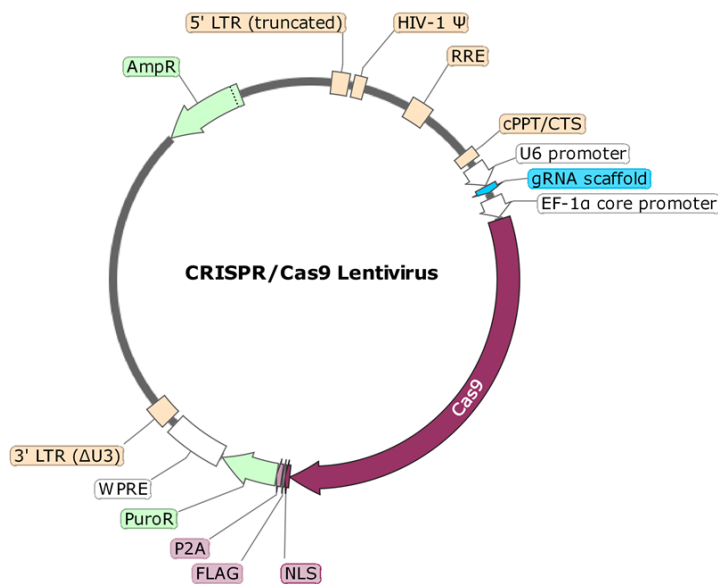 5' LTR (truncated)
HIV-1 Ψ
RRE
AmpR
cPPT/CTS
U6 promoter
gRNA scaffold
EF-1α core promoter
CRISPR/Cas9 Lentivirus
Cas9
3' LTR (ΔU3)
WPRE
PuroR
P2A
FLAG
NLS